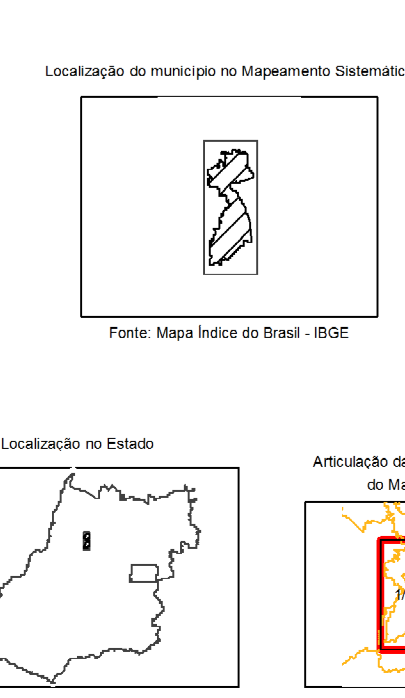 Localização do município no Mapeamento Sistemátic
Fonte: Mapa Índice do Brasil - IBGE
Localização no Estado
Articulação da
do Ma
1/